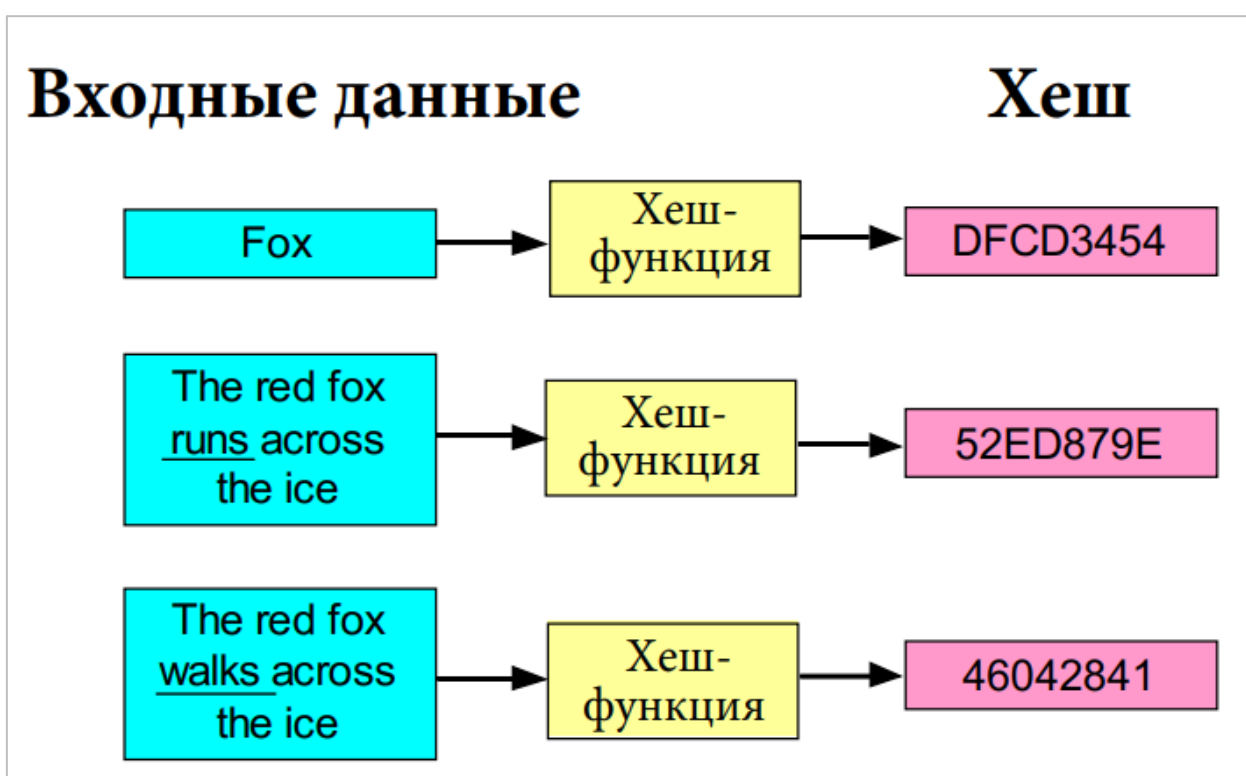 Входные данные
Хеш
Fox
Хеш-
функция
DFCD3454
The red fox
runs across
the ice
Хеш-
функция
52ED879E
The red fox
walks across
the ice
Хеш-
функция
46042841